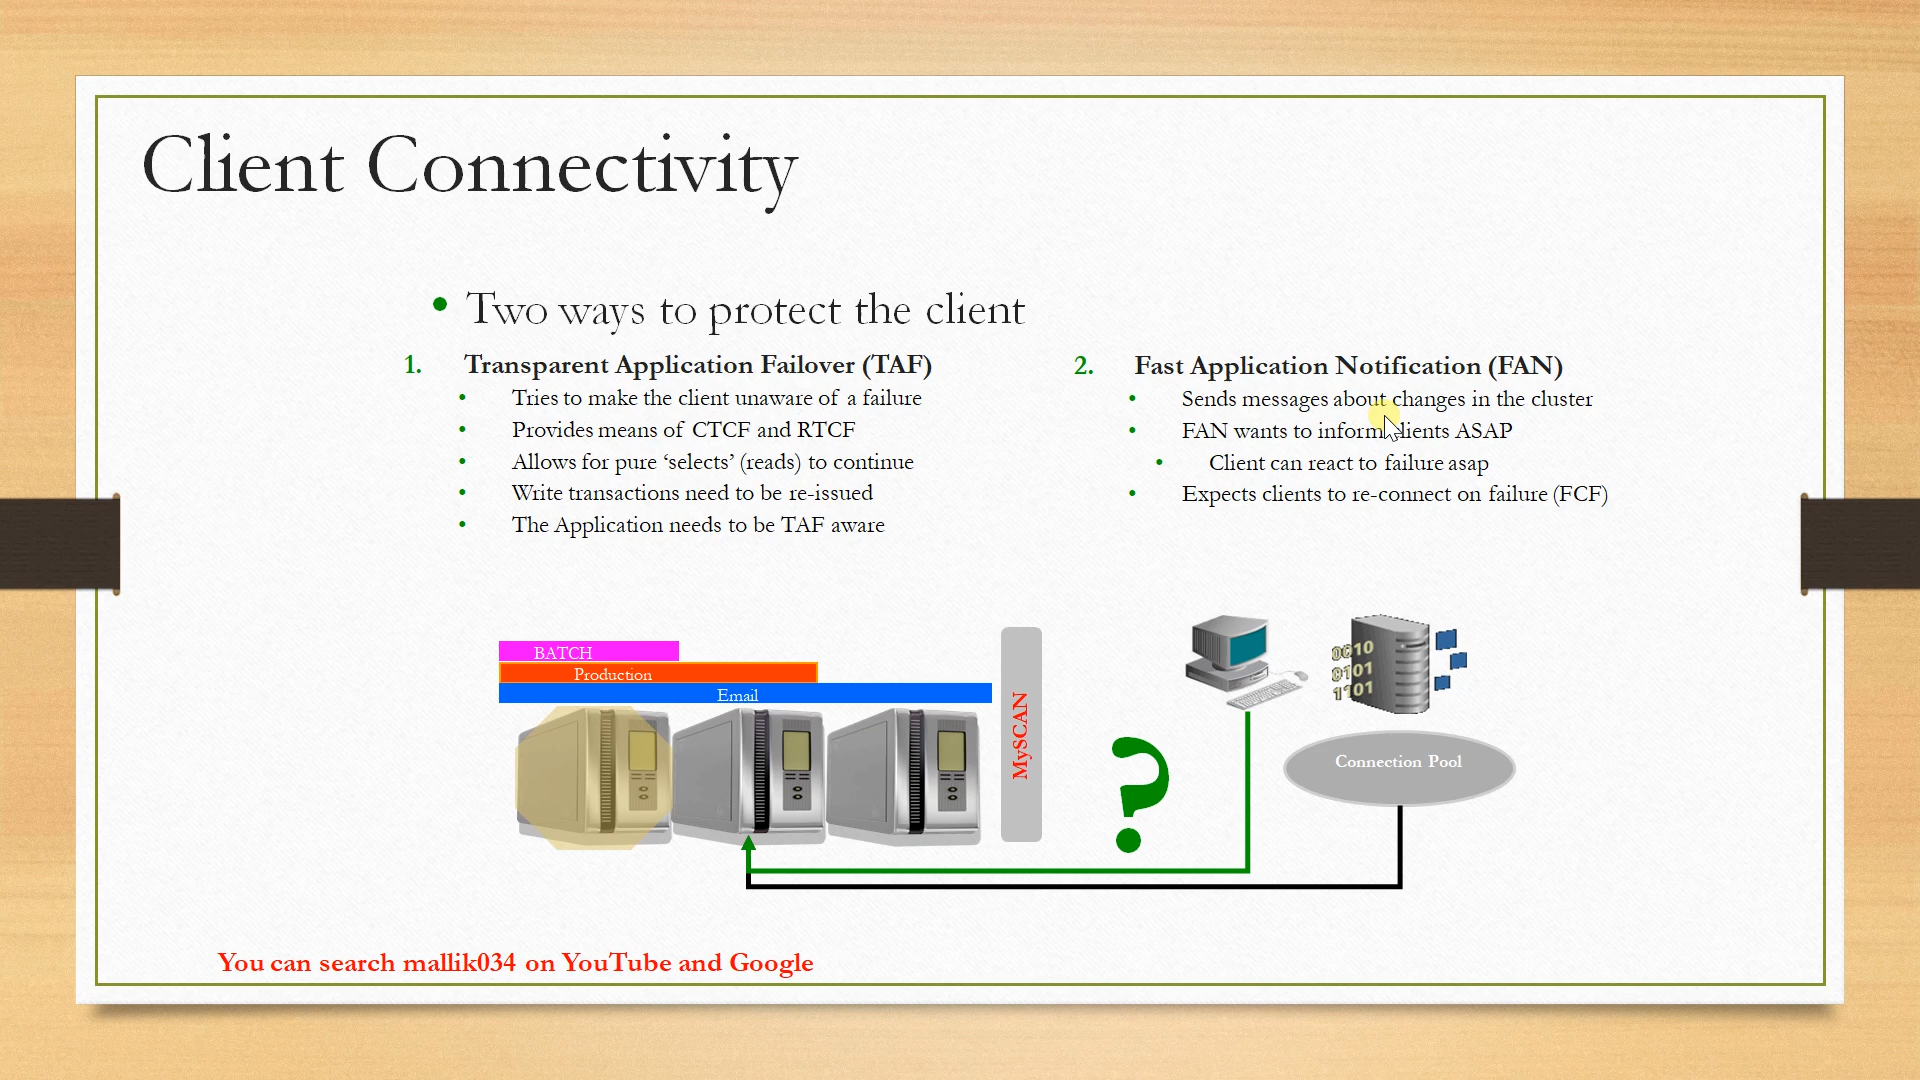 Client Connectivity
• Two ways to protect the client
1. Transparent Application Failover (TAF)
• Tries to make the client unaware of a failure
• Provides means of CTCF and RTCF
• Allows for pure ‘selects’ (reads) to continue
• Write transactions need to be re-issued
• The Application needs to be TAF aware
2. Fast Application Notification (FAN)
• Sends messages about changes in the cluster
• FAN wants to inform clients ASAP
• Client can react to failure asap
• Expects clients to re-connect on failure (FCF)
BATCH
Production
Email
MySCAN
?
0010
0101
1101
Connection Pool
You can search mallik034 on YouTube and Google